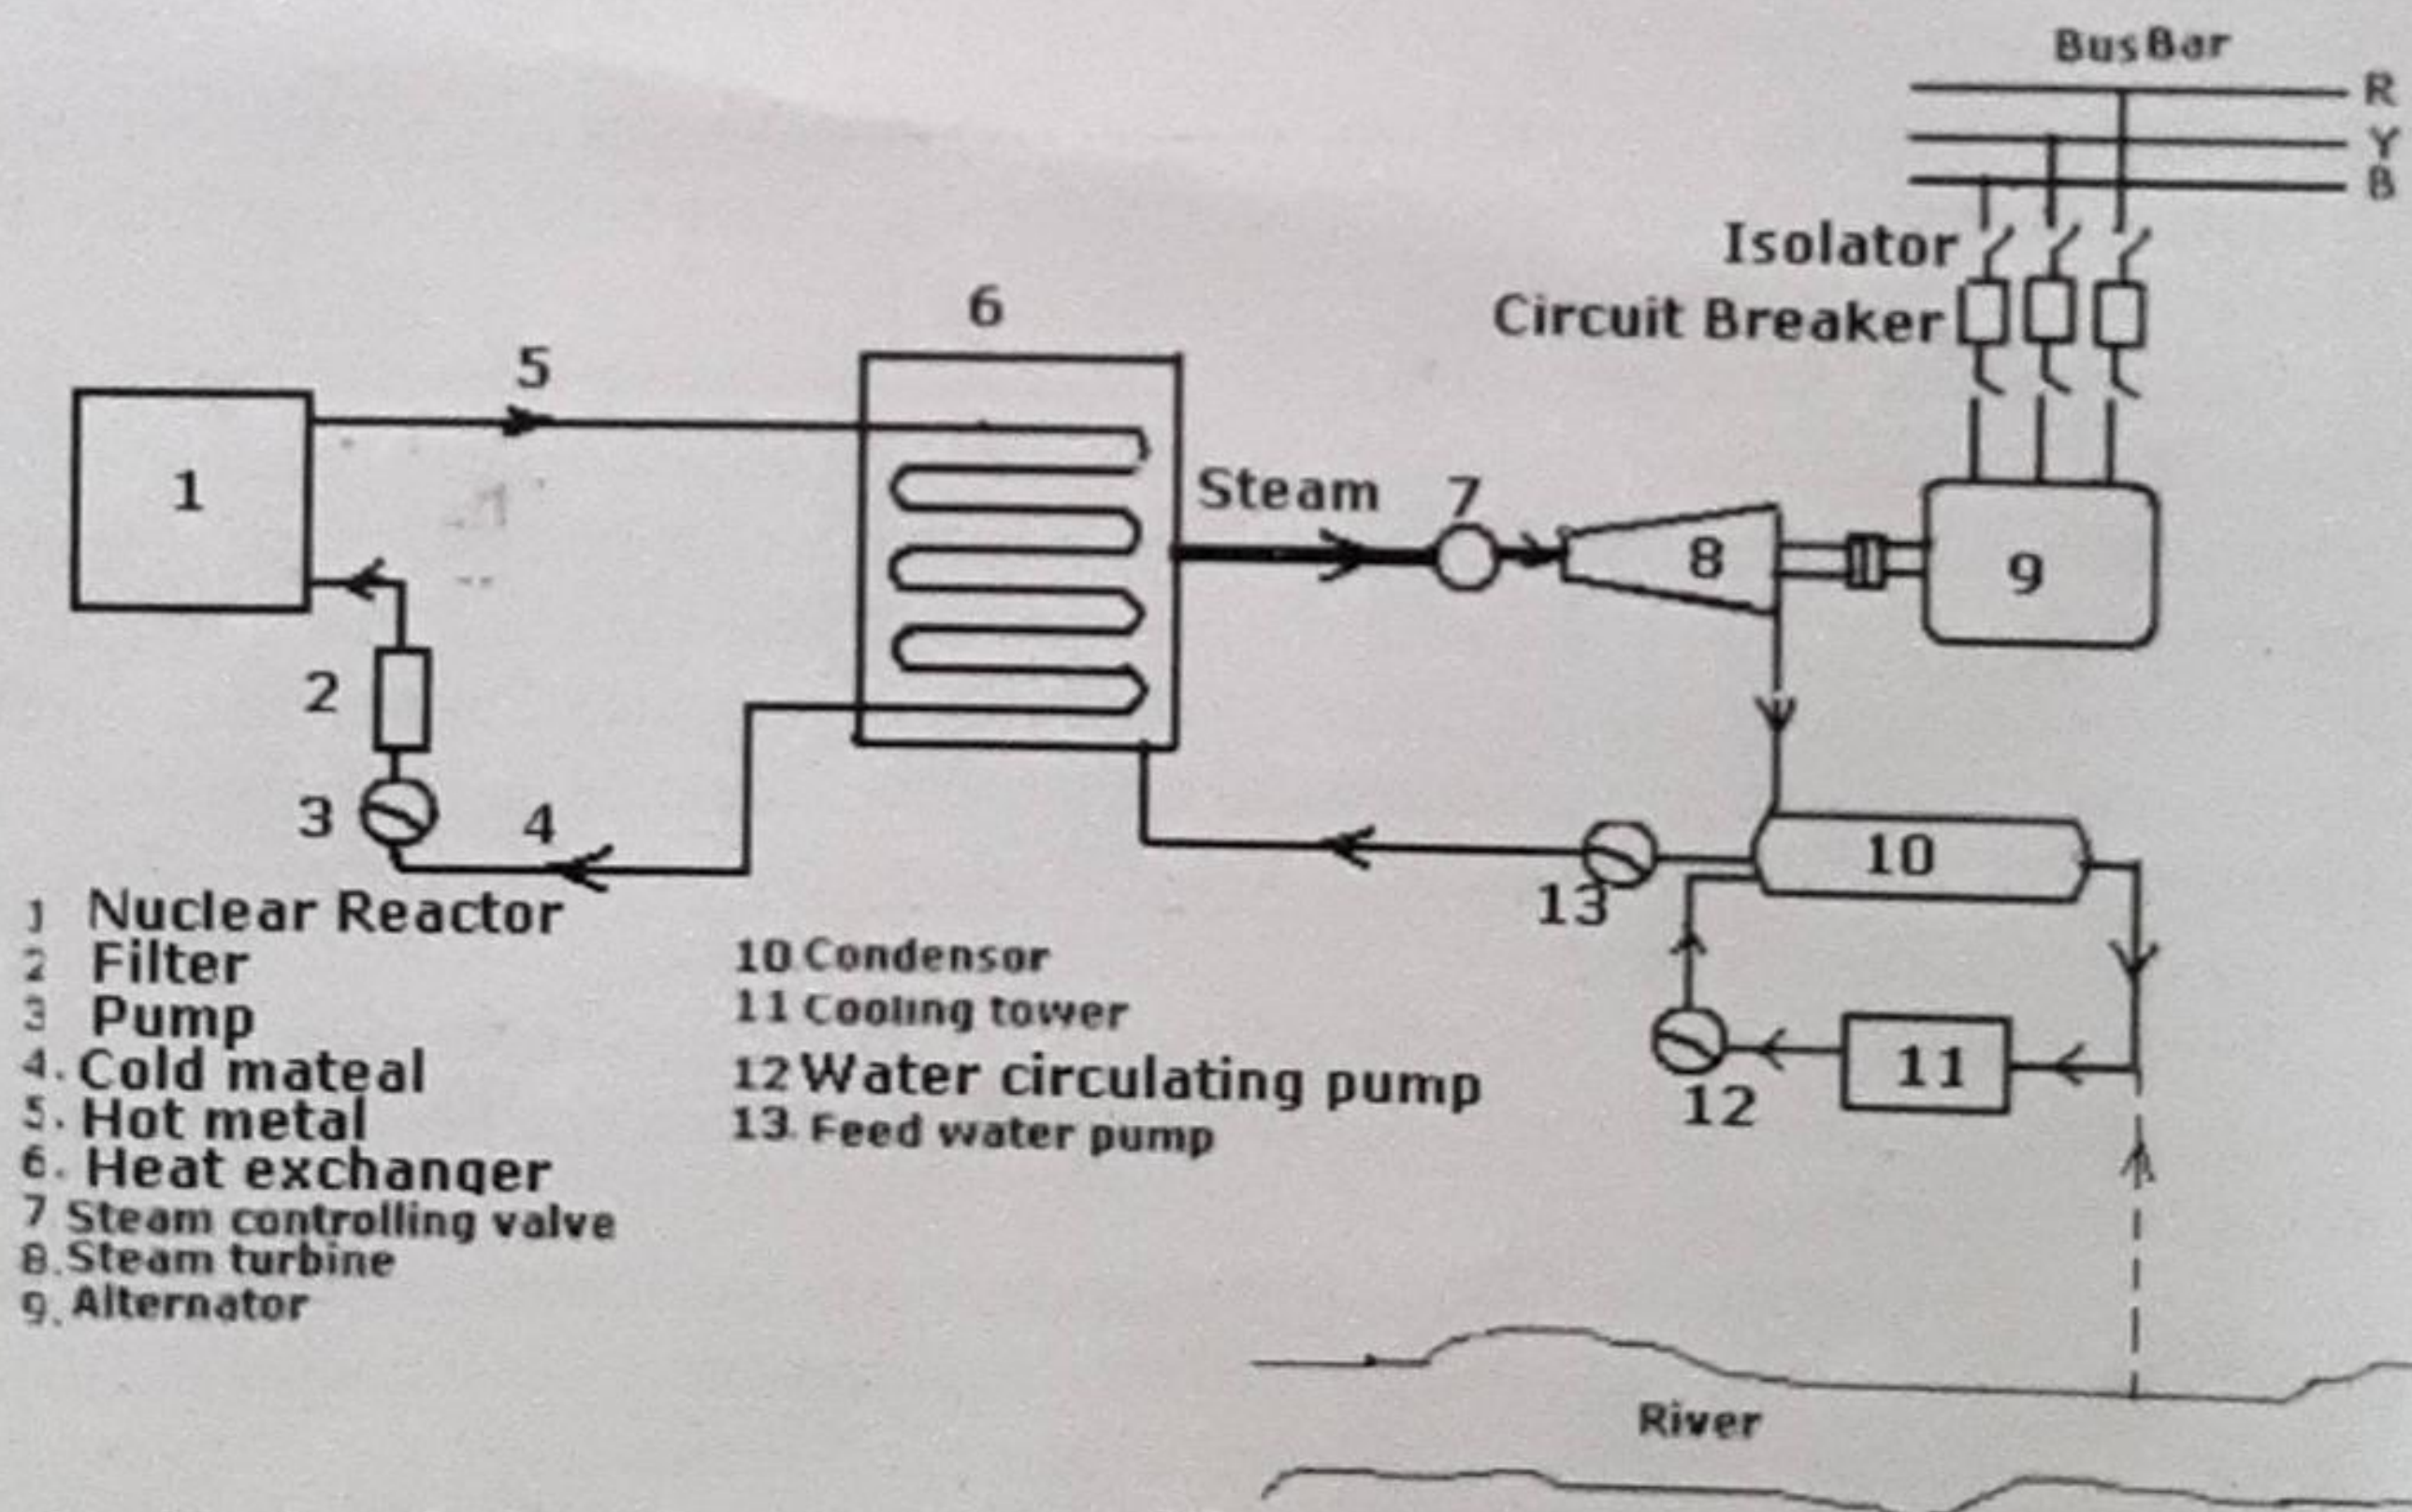 BusBar
R
Y
B
Isolator
Circuit Breaker
6
5
1
Steam
7
8
9
2
3
4
10
13
11
12
1 Nuclear Reactor
2 Filter
3 Pump
4. Cold mateal
5. Hot metal
6. Heat exchanger
7 Steam controlling valve
8. Steam turbine
9. Alternator
10 Condensor
11 Cooling tower
12 Water circulating pump
13. Feed water pump
River